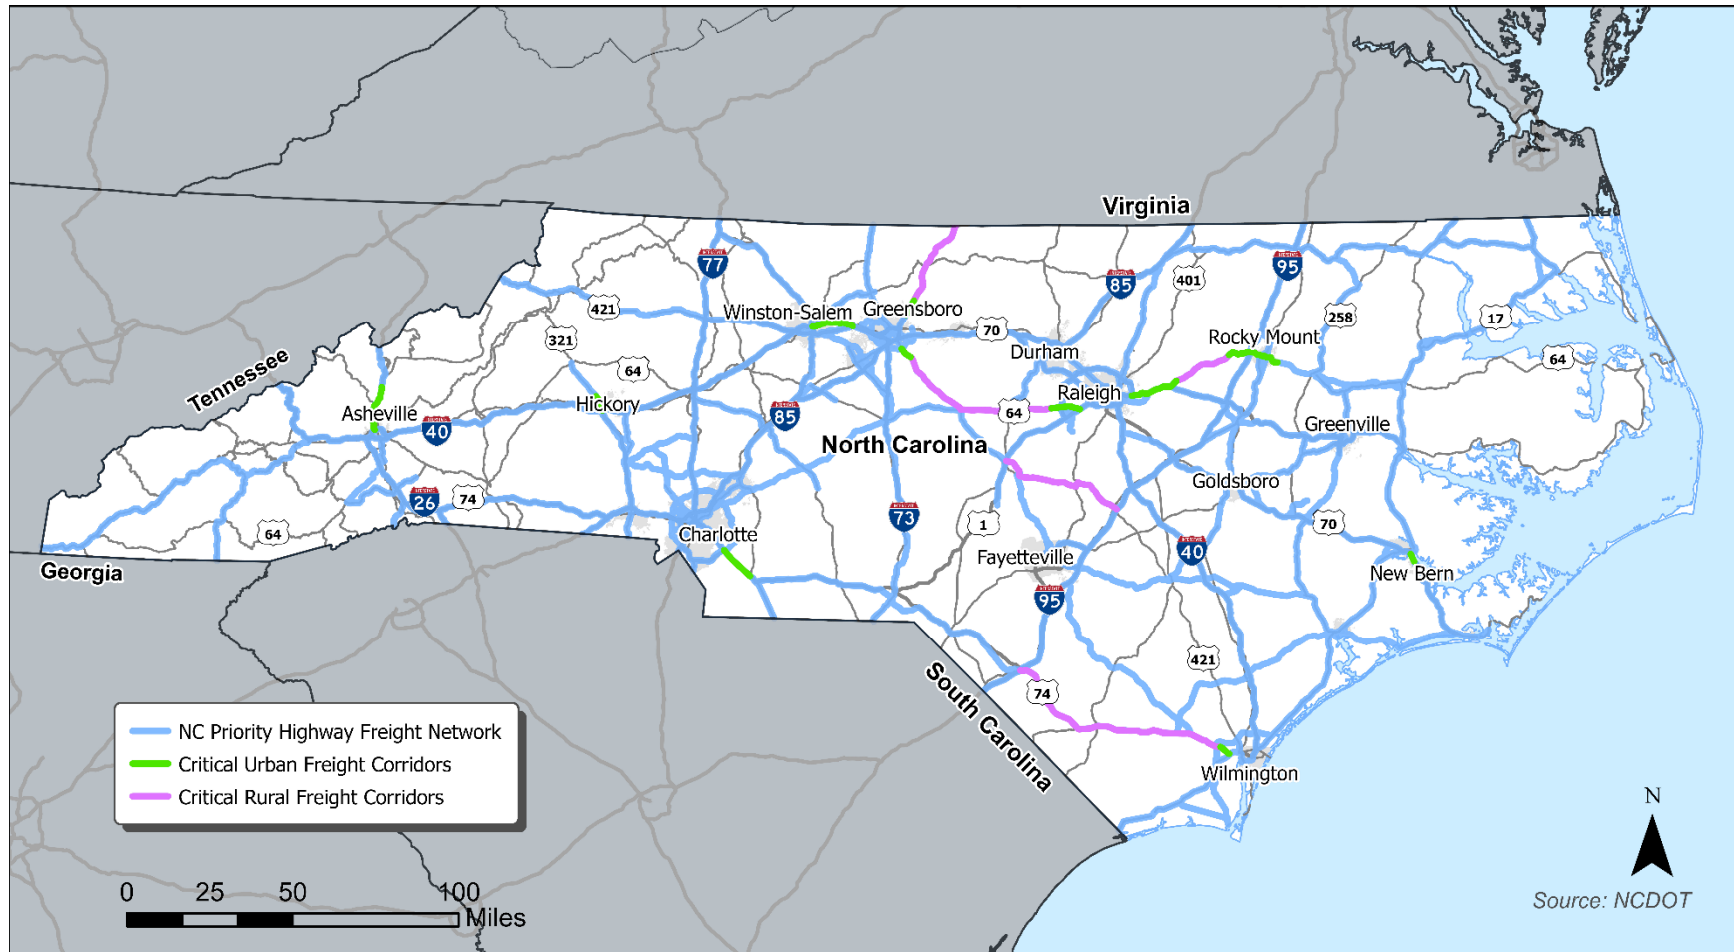 Virginia
77
95
85
401
421
Winston-Salem
Greensboro
17
258
321
70
Rocky Mount
Durham
64
Tennessee
64
Hickory
Raleigh
Asheville
40
85
64
Greenville
North Carolina
Goldsboro
26
74
73
1
70
64
Charlotte
Fayetteville
40
New Bern
Georgia
95
421
South Carolina
74
NC Priority Highway Freight Network
Critical Urban Freight Corridors
Critical Rural Freight Corridors
Wilmington
N
0 25 50 100
Miles
Source: NCDOT